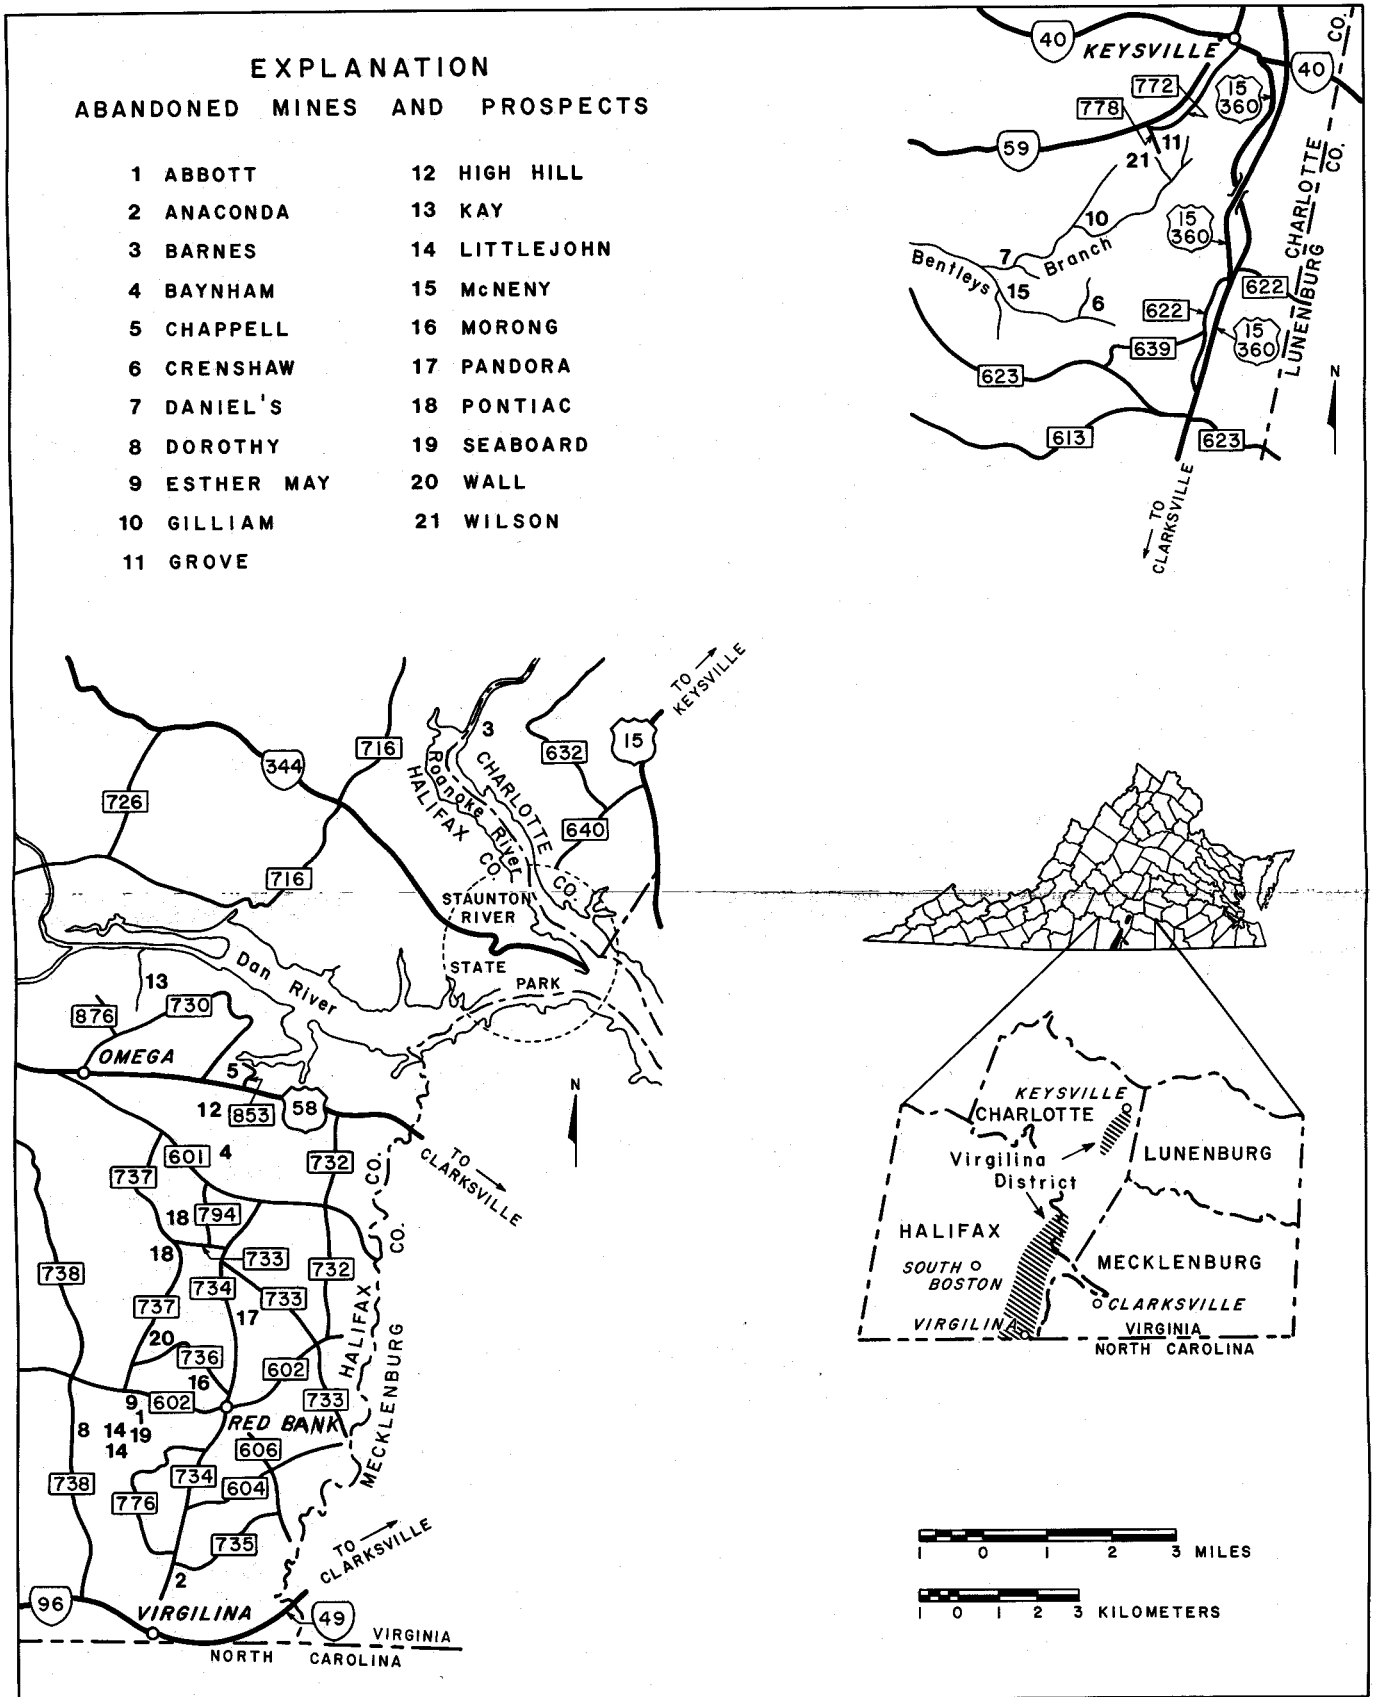 EXPLANATION
ABANDONED MINES AND PROSPECTS
1 ABBOTT
2 ANACONDA
3 BARNES
4 BAYNHAM
5 CHAPPELL
6 CRENSHAW
7 DANIEL'S
8 DOROTHY
9 ESTHER MAY
10 GILLIAM
11 GROVE
12 HIGH HILL
13 KAY
14 LITTLEJOHN
15 McNENY
16 MORONG
17 PANDORA
18 PONTIAC
19 SEABOARD
20 WALL
21 WILSON
40
KEYSVILLE
CO.
40
772
15
360
778
59
11
21
CHARLOTTE CO.
LUNENBURG
10
15
360
Bentleys Branch
7
15
6
622
622
15
360
639
623
N
613
623
TO
CLARKSVILLE
TO
KEYSVILLE
716
3
632
15
344
CHARLOTTE CO.
Roanoke River
HALIFAX CO.
726
640
716
STAUNTON
RIVER
STATE
PARK
Dan River
13
730
876
OMEGA
5
12
853
58
N
TO
CLARKSVILLE
601
4
732
737
CO.
18
794
CO.
18
733
738
734
732
733
737
17
HALIFAX
MECKLENBURG
20
736
602
16
9
602
733
1
8
14
19
14
RED BANK
606
738
734
604
776
735
TO
CLARKSVILLE
2
96
VIRGILINA
49
VIRGINIA
NORTH CAROLINA
KEYSVILLE
CHARLOTTE
LUNENBURG
Virgilina
District
HALIFAX
MECKLENBURG
SOUTH
BOSTON
CLARKSVILLE
VIRGILINA
VIRGINIA
NORTH CAROLINA
1 0 1 2 3 MILES
1 0 1 2 3 KILOMETERS